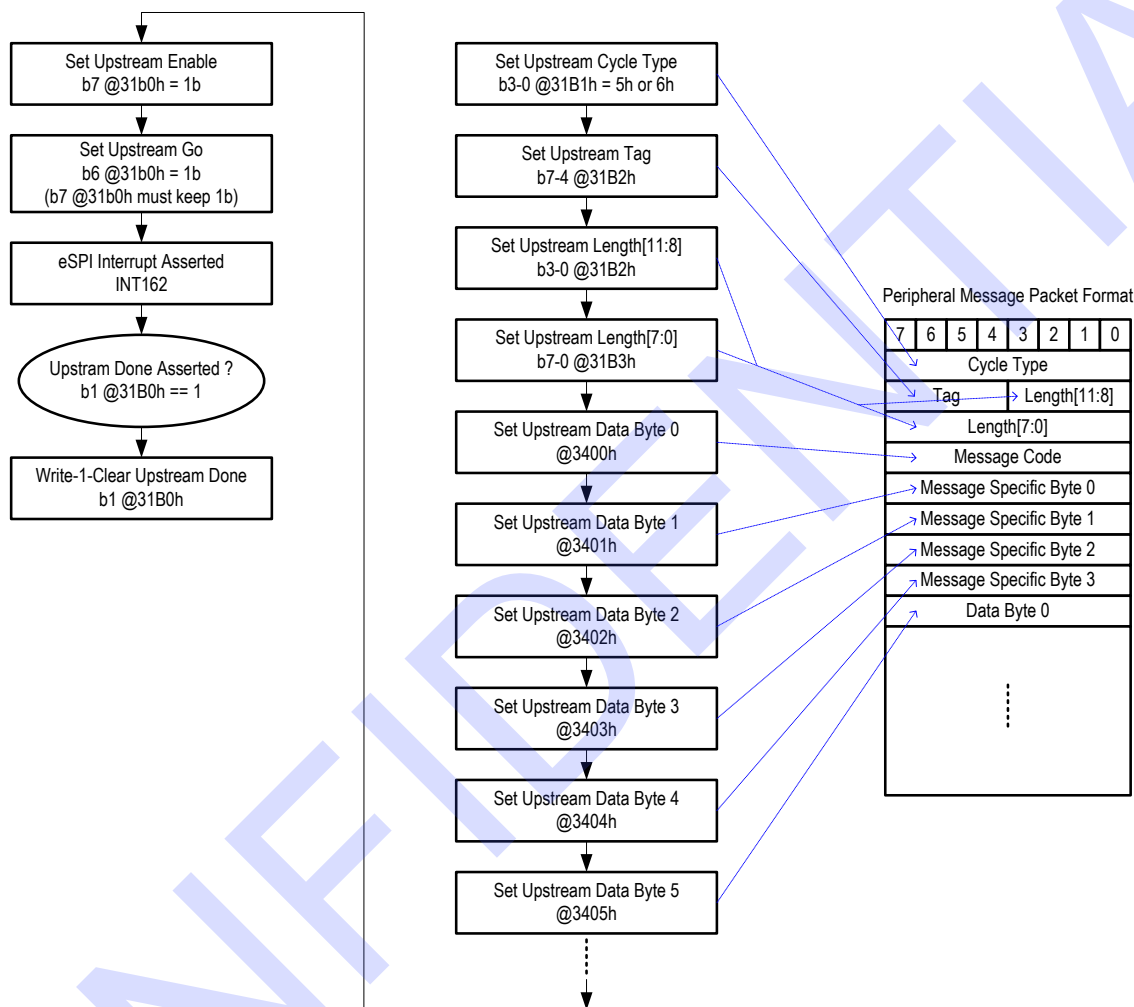 Set Upstream Enable
b7 @31b0h = 1b
Set Upstream Go
b6 @31b0h = 1b
(b7 @31b0h must keep 1b)
eSPI Interrupt Asserted
INT162
Upstram Done Asserted ?
b1 @31B0h == 1
Write-1-Clear Upstream Done
b1 @31B0h
Set Upstream Cycle Type
b3-0 @31B1h = 5h or 6h
Set Upstream Tag
b7-4 @31B2h
Set Upstream Length[11:8]
b3-0 @31B2h
Set Upstream Length[7:0]
b7-0 @31B3h
Set Upstream Data Byte 0
@3400h
Set Upstream Data Byte 1
@3401h
Set Upstream Data Byte 2
@3402h
Set Upstream Data Byte 3
@3403h
Set Upstream Data Byte 4
@3404h
Set Upstream Data Byte 5
@3405h
Peripheral Message Packet Format
7 6 5 4 3 2 1 0
Cycle Type
Tag Length[11:8]
Length[7:0]
Message Code
Message Specific Byte 0
Message Specific Byte 1
Message Specific Byte 2
Message Specific Byte 3
Data Byte 0
NFIDENTIA